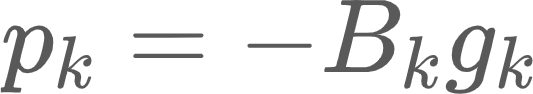 $p_k = -B_k g_k$